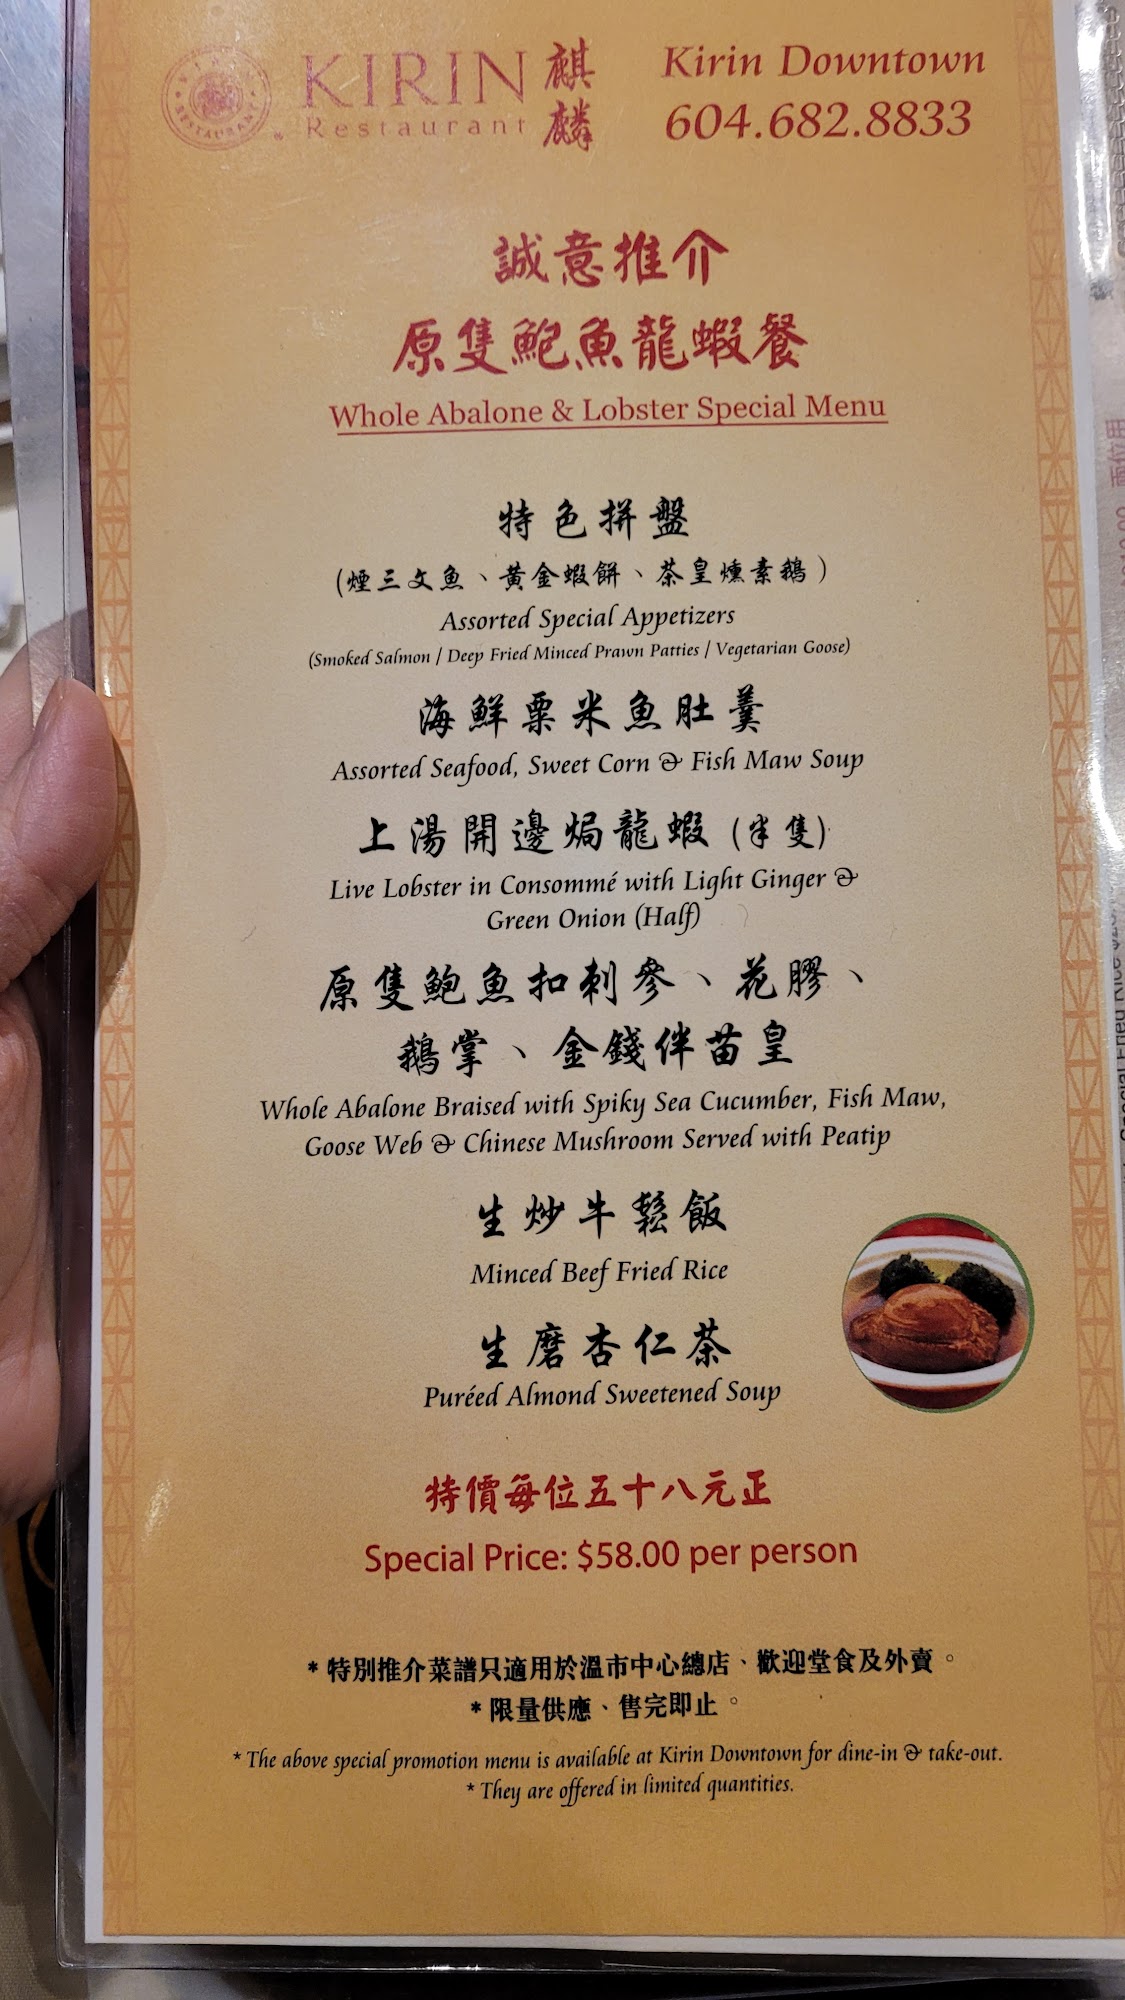 KIRIN 麒麟
Restaurant
Kirin Downtown
604.682.8833
誠意推介
原隻鮑魚龍蝦餐
Whole Abalone & Lobster Special Menu
特色拼盤
(煙三文魚、黃金蝦餅、茶皇燻素鵝)
Assorted Special Appetizers
(Smoked Salmon / Deep Fried Minced Prawn Patties / Vegetarian Goose)
海鮮粟米魚肚羹
Assorted Seafood, Sweet Corn & Fish Maw Soup
上湯開邊焗龍蝦 (半隻)
Live Lobster in Consommé with Light Ginger &
Green Onion (Half)
原隻鮑魚扣刺參、花膠、
鵝掌、金錢伴苗皇
Whole Abalone Braised with Spiky Sea Cucumber, Fish Maw,
Goose Web & Chinese Mushroom Served with Peatip
生炒牛鬆飯
Minced Beef Fried Rice
生磨杏仁茶
Puréed Almond Sweetened Soup
特價每位五十八元正
Special Price: $58.00 per person
*特別推介菜譜只適用於溫市中心總店、歡迎堂食及外賣。
*限量供應、售完即止。
* The above special promotion menu is available at Kirin Downtown for dine-in & take-out.
* They are offered in limited quantities.